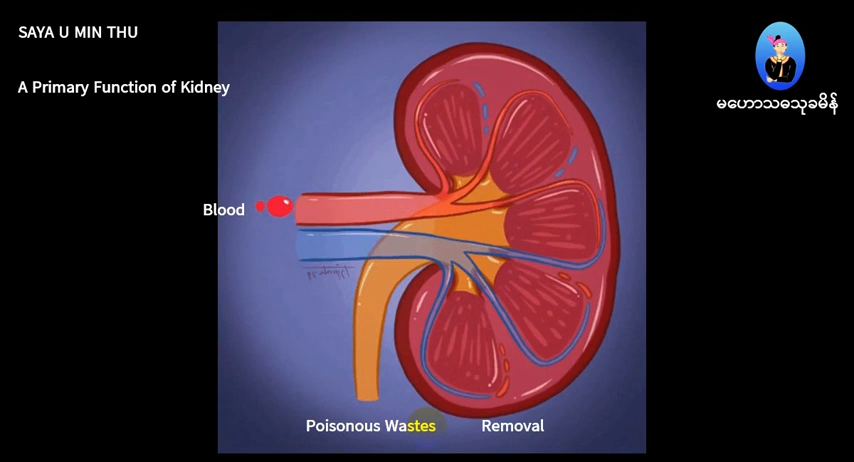 SAYA U MIN THU
A Primary Function of Kidney
မဟောသဓသုခမိန်
Blood
Poisonous Wastes Removal